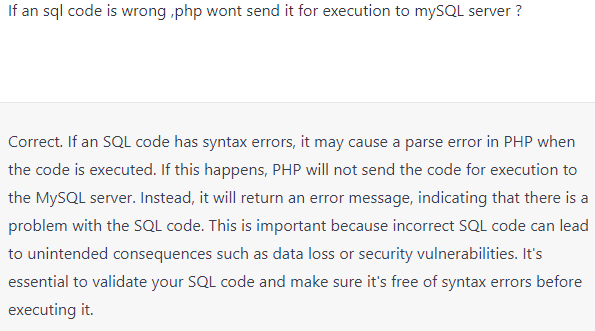 If an sql code is wrong ,php wont send it for execution to mySQL server ?
Correct. If an SQL code has syntax errors, it may cause a parse error in PHP when
the code is executed. If this happens, PHP will not send the code for execution to
the MySQL server. Instead, it will return an error message, indicating that there is a
problem with the SQL code. This is important because incorrect SQL code can lead
to unintended consequences such as data loss or security vulnerabilities. It's
essential to validate your SQL code and make sure it's free of syntax errors before
executing it.